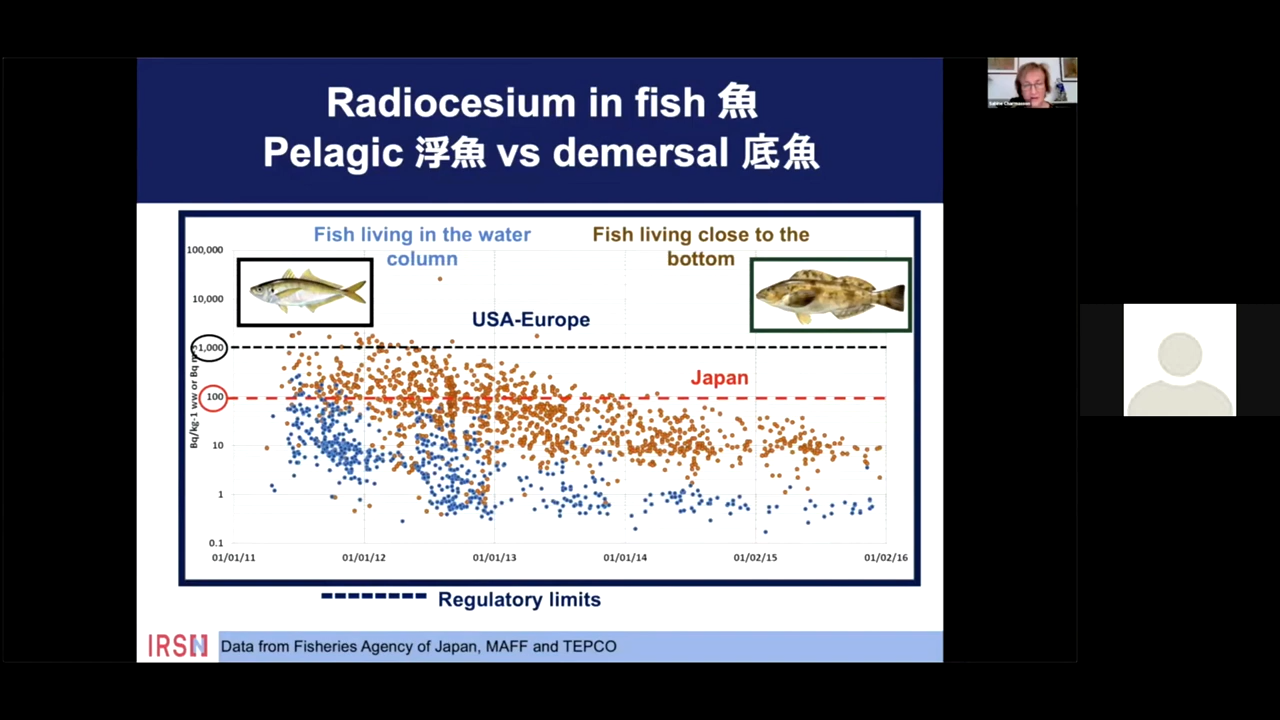 Radiocesium in fish 魚
Pelagic 浮魚 vs demersal 底魚
Fish living in the water
column
Fish living close to the
bottom
100,000
10,000
1,000
100
10
1
0.1
Bq/kg-1 ww or Bq
USA-Europe
Japan
01/01/11
01/01/12
01/01/13
01/01/14
01/02/15
01/02/16
Regulatory limits
IRSN
Data from Fisheries Agency of Japan, MAFF and TEPCO